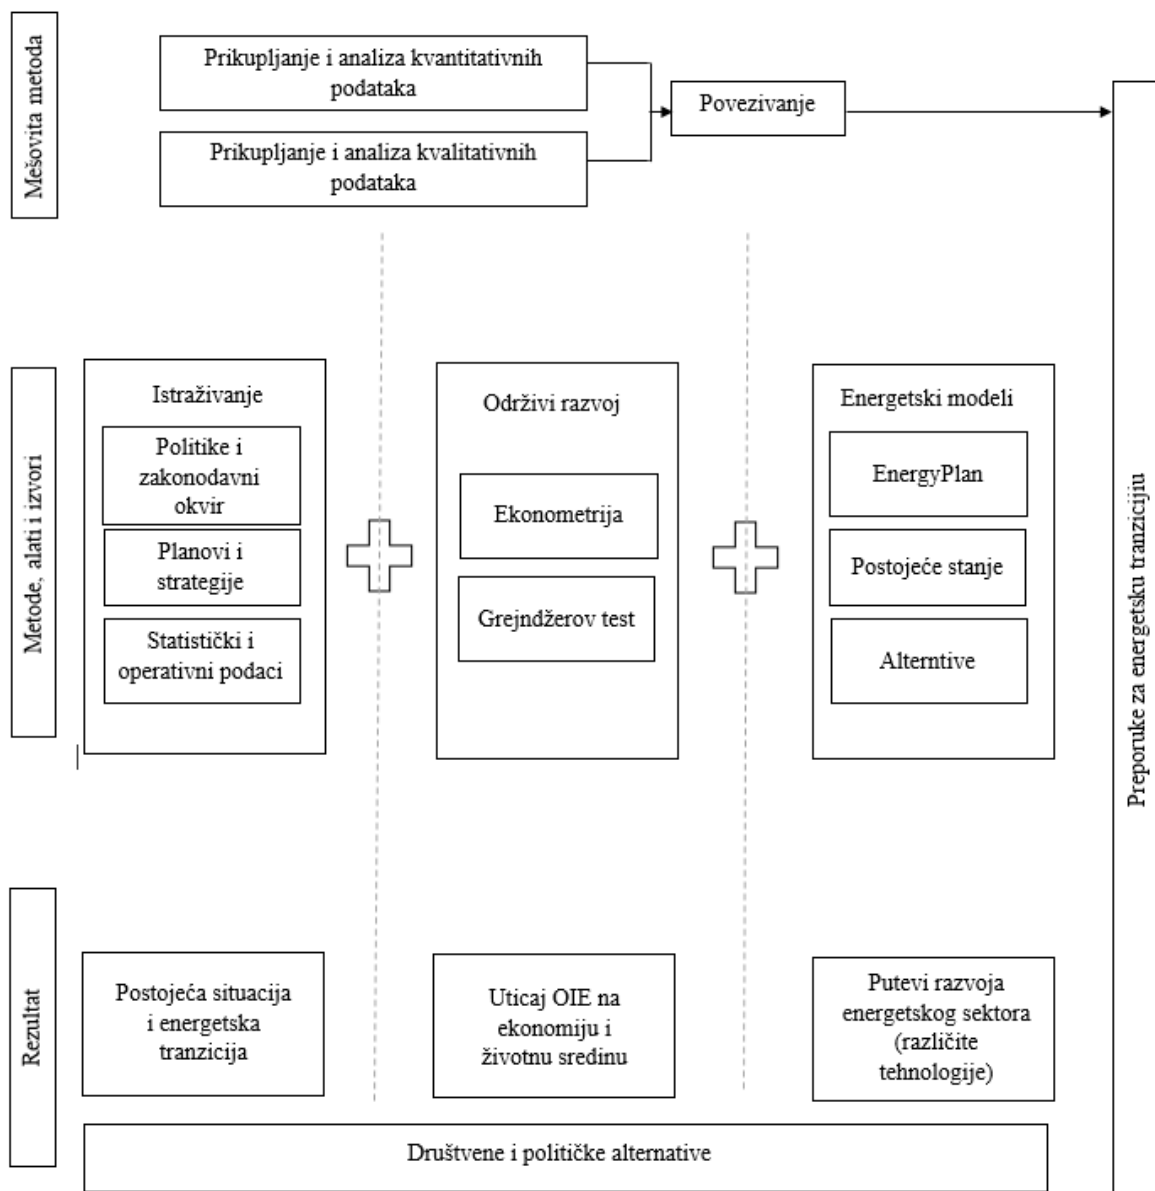 Mešovita metoda
Prikupljanje i analiza kvantitativnih
podataka
Prikupljanje i analiza kvalitativnih
podataka
Povezivanje
Metode, alati i izvori
Istraživanje
Politike i
zakonodavni
okvir
Planovi i
strategije
Statistički i
operativni podaci
Održivi razvoj
Ekonometrija
Grejndžerov test
Energetski modeli
EnergyPlan
Postojeće stanje
Alterntive
Rezultat
Postojeća situacija
i energetska
tranzicija
Uticaj OIE na
ekonomiju i
životnu sredinu
Putevi razvoja
energetskog sektora
(različite
tehnologije)
Društvene i političke alternative
Preporuke za energetsku tranzicijiu